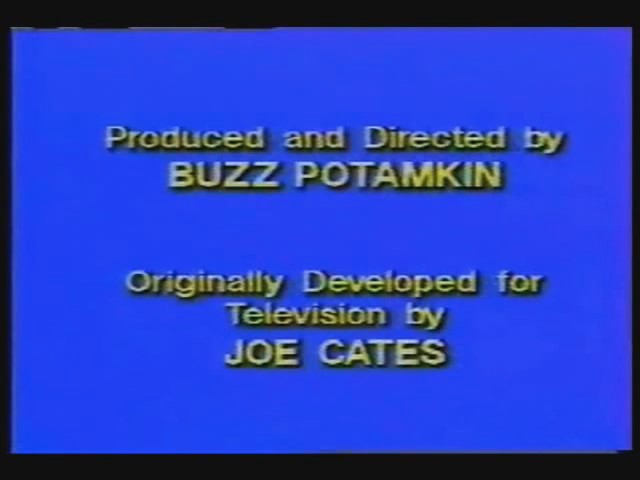 Produced and Directed by
BUZZ POTAMKIN
Originally Developed for
Television by
JOE CATES